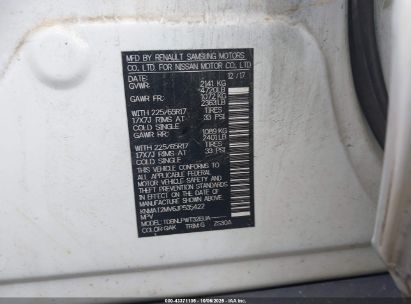 MFD BY RENAULT SAMSUNG MOTORS
CO., LTD. FOR NISSAN MOTOR CO., LTD.
DATE: 12 / 17
GVWR: 2141 KG
4720LB
GAWR FR: 1072 KG
2363LB
WITH 225/65R17 TIRES
17X7J RIMS AT 33 PSI
COLD SINGLE
GAWR RR: 1089 KG
2401LB
WITH 225/65R17 TIRES
17X7J RIMS AT 33 PSI
COLD SINGLE
THIS VEHICLE CONFORMS TO ALL
APPLICABLE FEDERAL MOTOR
VEHICLE SAFETY, BUMPER, AND
THEFT PREVENTION STANDARDS
IN EFFECT ON THE DATE OF
MANUFACTURE SHOWN ABOVE.
KNMAT2MV6JP535422
MPV
MODEL:
COLOR: QAK TRIM: G